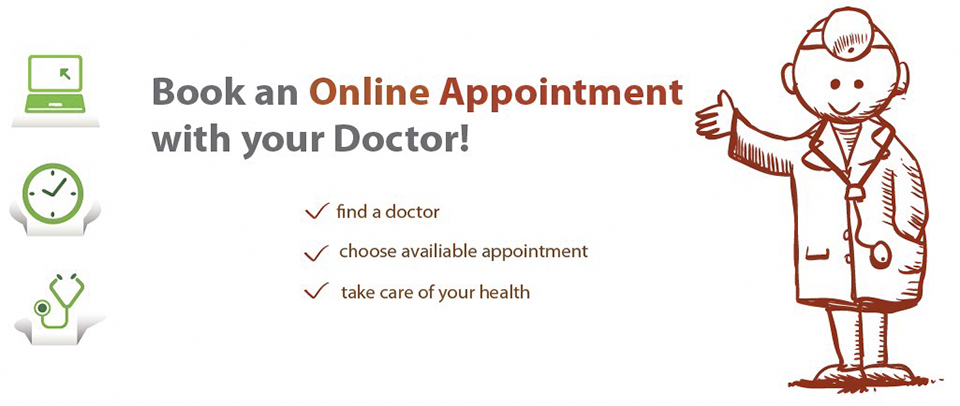 Book an Online Appointment
with your Doctor!
find a doctor
choose availiable appointment
take care of your health